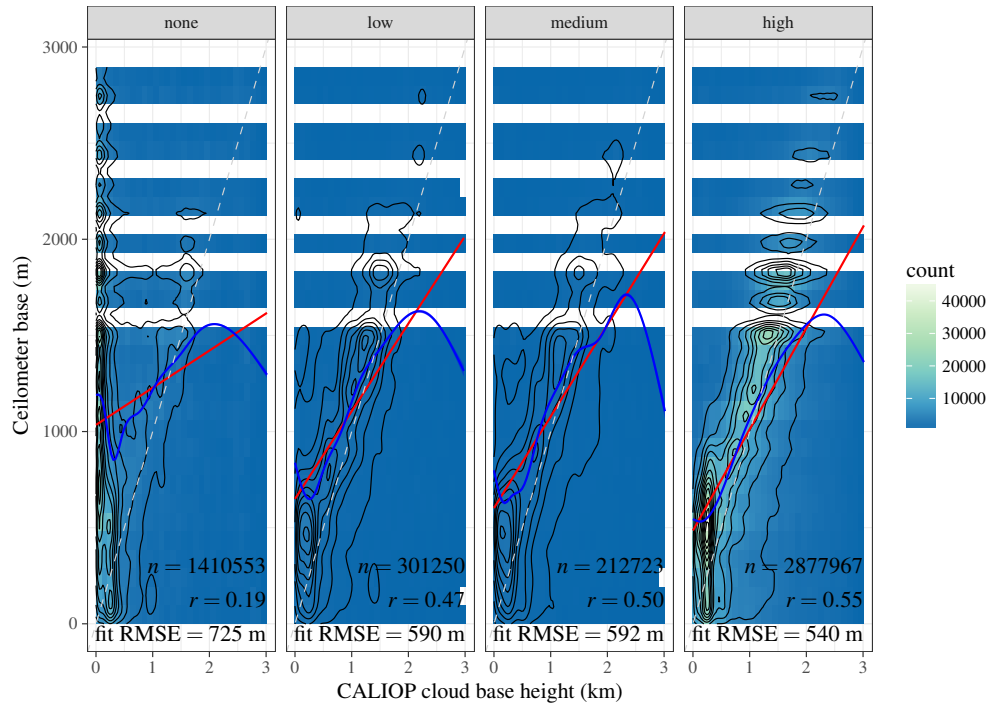 none low medium high
3000
2000
1000
0
Ceilometer base (m)
n = 1410553
r = 0.19
fit RMSE = 725 m
n = 301250
r = 0.47
fit RMSE = 590 m
n = 212723
r = 0.50
fit RMSE = 592 m
n = 2877967
r = 0.55
fit RMSE = 540 m
0 1 2 3 0 1 2 3 0 1 2 3 0 1 2 3
CALIOP cloud base height (km)
count
40000
30000
20000
10000